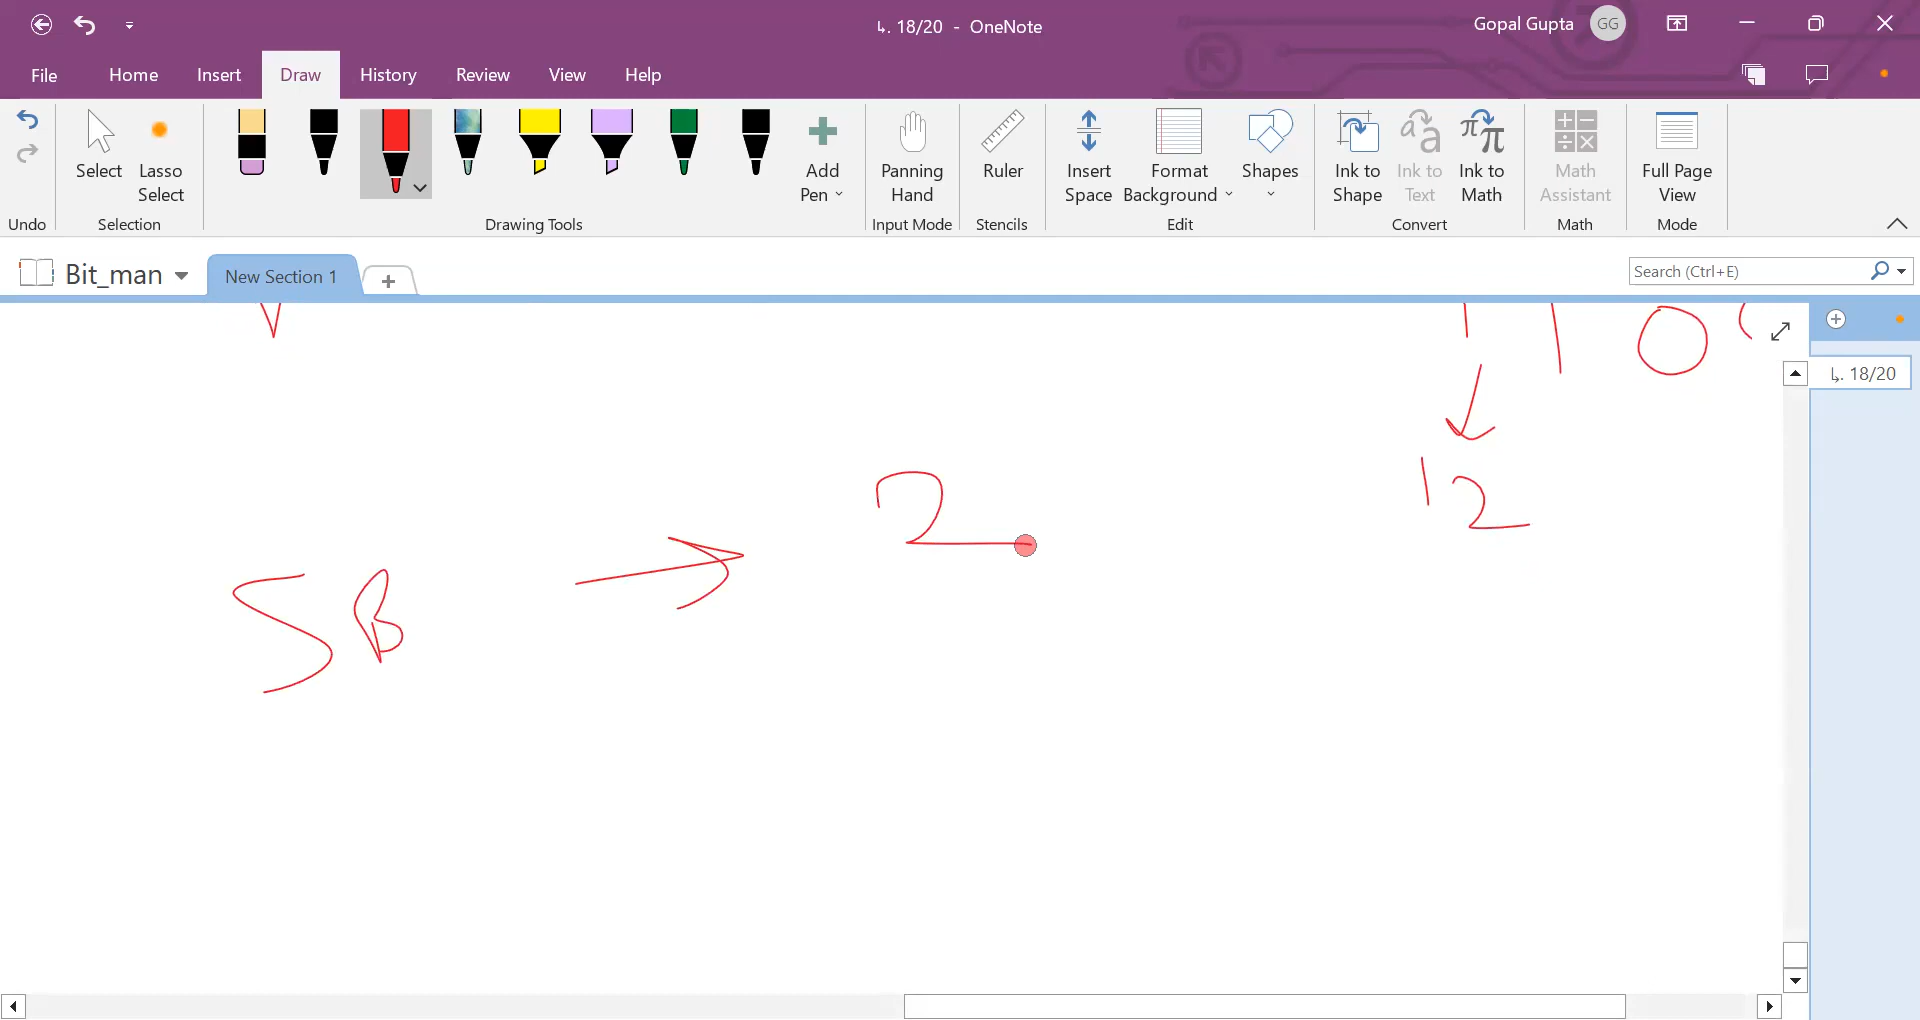 ㄣ. 18/20 - OneNote
Gopal Gupta GG
File Home Insert Draw History Review View Help
Select Lasso Select
Add Pen
Panning Hand
Ruler
Insert Space
Format Background
Shapes
Ink to Shape
Ink to Text
Ink to Math
Math Assistant
Full Page View
Undo Selection Drawing Tools Input Mode Stencils Edit Convert Math Mode
Bit_man New Section 1 Search (Ctrl+E)
1 1 0
ㄣ. 18/20
12
2
SB